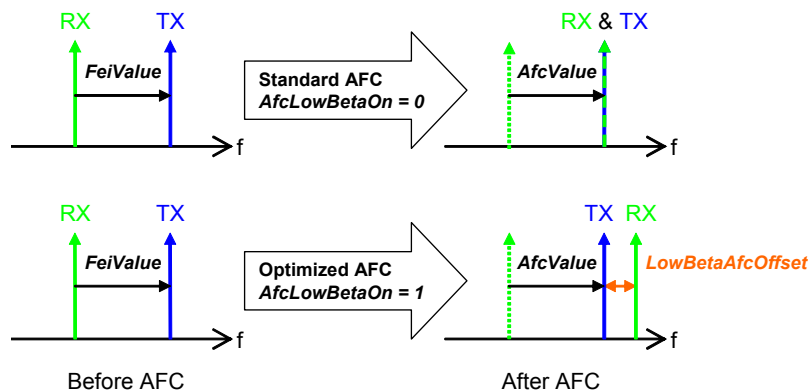 RX
TX
FeiValue
f
Standard AFC
AfcLowBetaOn = 0
RX & TX
AfcValue
f
RX
TX
FeiValue
f
Optimized AFC
AfcLowBetaOn = 1
TX
RX
AfcValue
LowBetaAfcOffset
f
Before AFC
After AFC